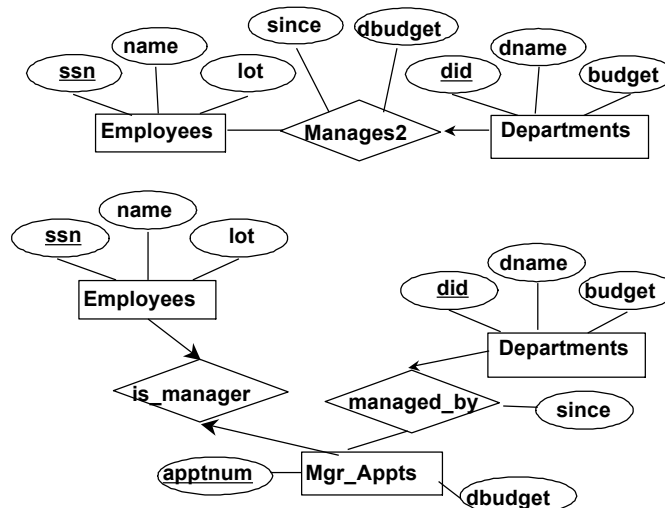 since
dbudget
name
dname
ssn
lot
did
budget
Employees
Manages2
Departments
name
ssn
lot
dname
did
budget
Employees
Departments
is_manager
managed_by
since
apptnum
Mgr_Appts
dbudget